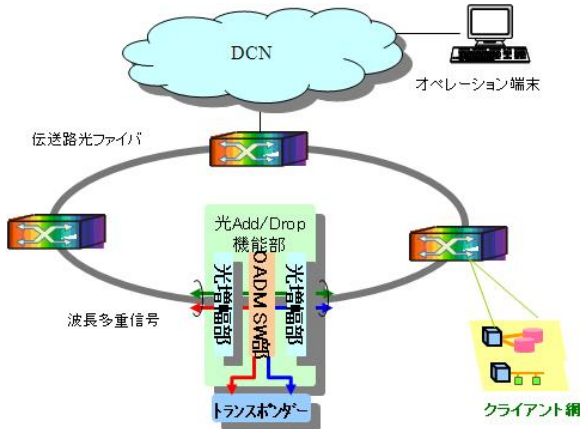 DCN
オペレーション端末
伝送路光ファイバ
光Add/Drop
機能部
光増幅部
OADM SW部
光増幅部
波長多重信号
トランスポンダー
クライアント網